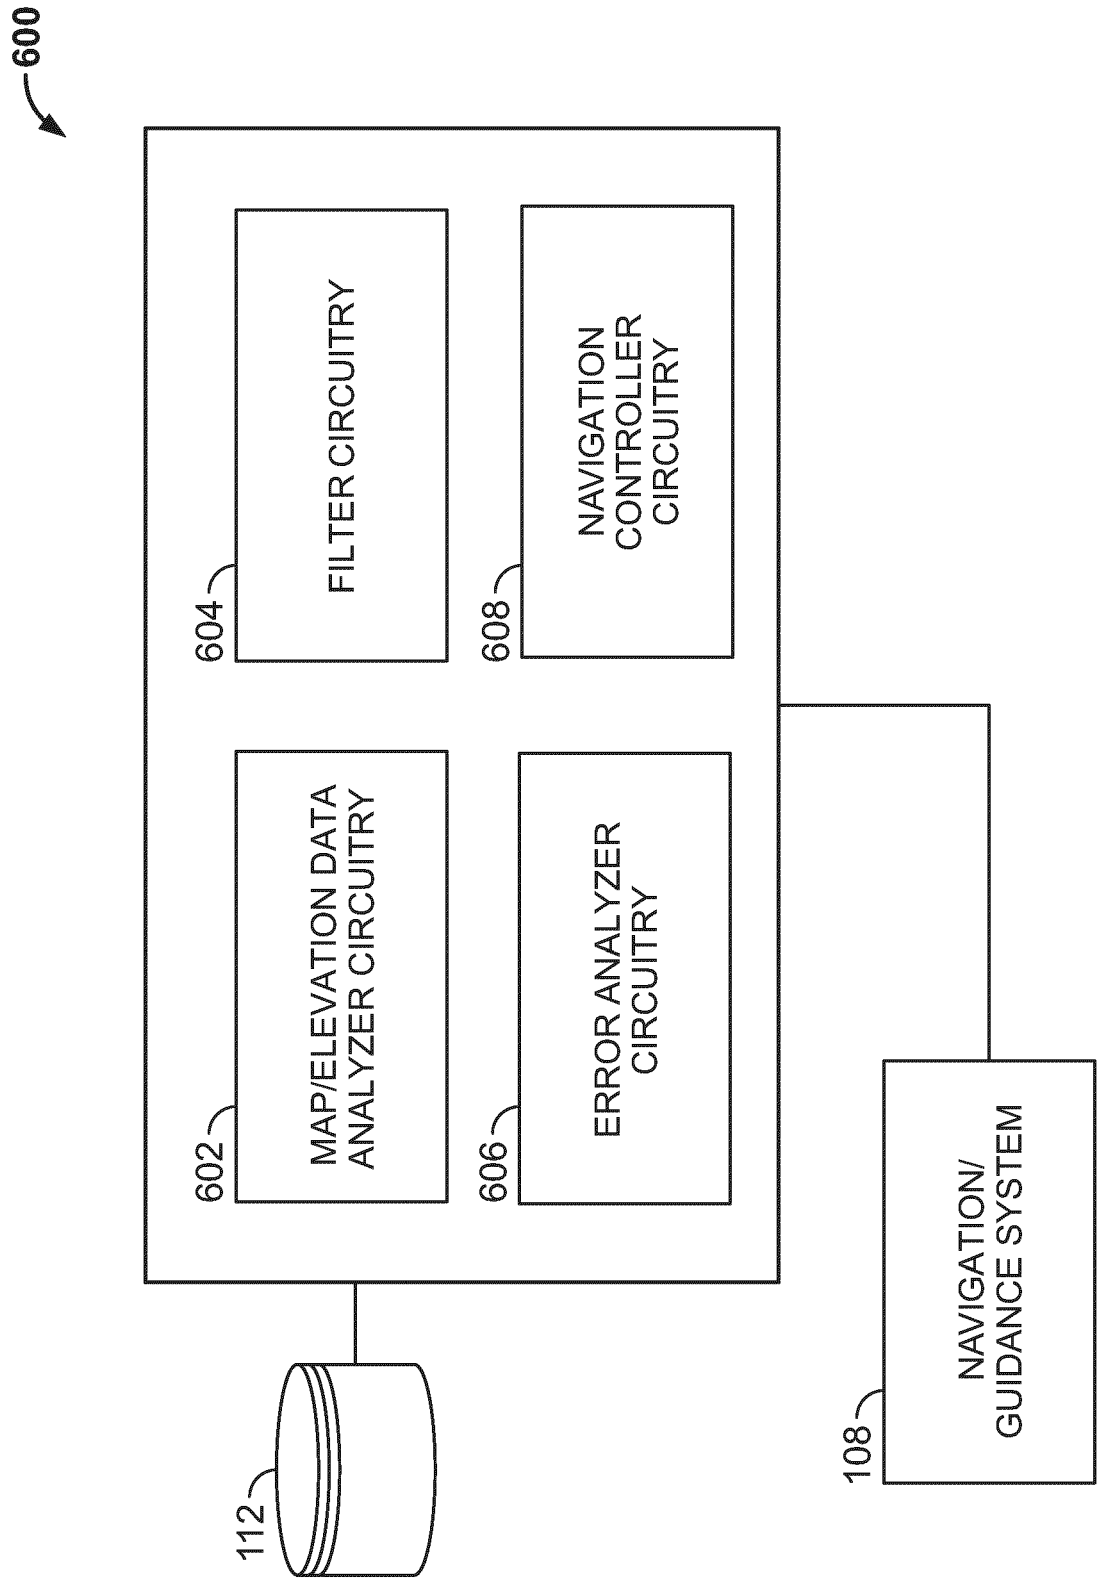 600
602
MAP/ELEVATION DATA
ANALYZER CIRCUITRY
604
FILTER CIRCUITRY
606
ERROR ANALYZER
CIRCUITRY
608
NAVIGATION
CONTROLLER
CIRCUITRY
112
108
NAVIGATION/
GUIDANCE SYSTEM